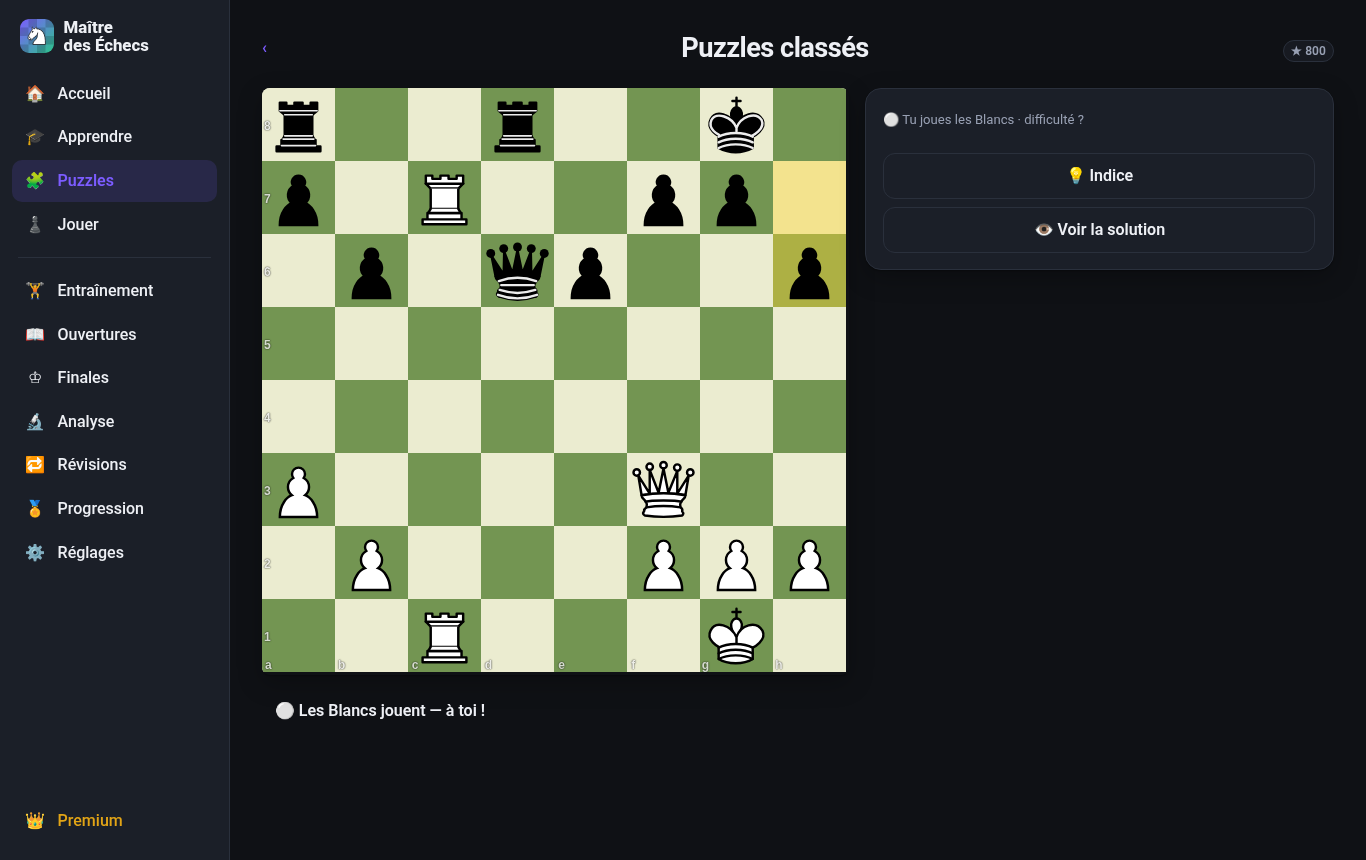 Maître
des Échecs
Accueil
Apprendre
Puzzles
Jouer
Entraînement
Ouvertures
Finales
Analyse
Révisions
Progression
Réglages
Premium
‹
Puzzles classés
★ 800
8
7
6
5
4
3
2
1
a b c d e f g h
Tu joues les Blancs · difficulté ?
Indice
Voir la solution
Les Blancs jouent — à toi !